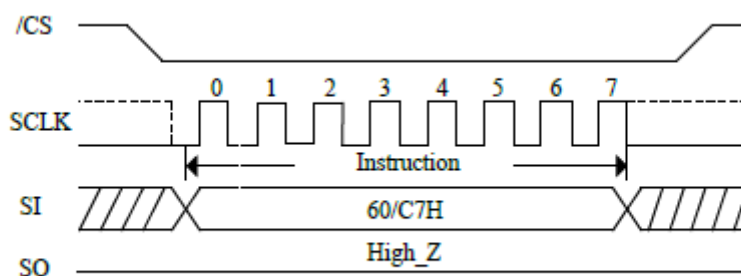 /CS
0 1 2 3 4 5 6 7
SCLK
Instruction
SI
60/C7H
High_Z
SO